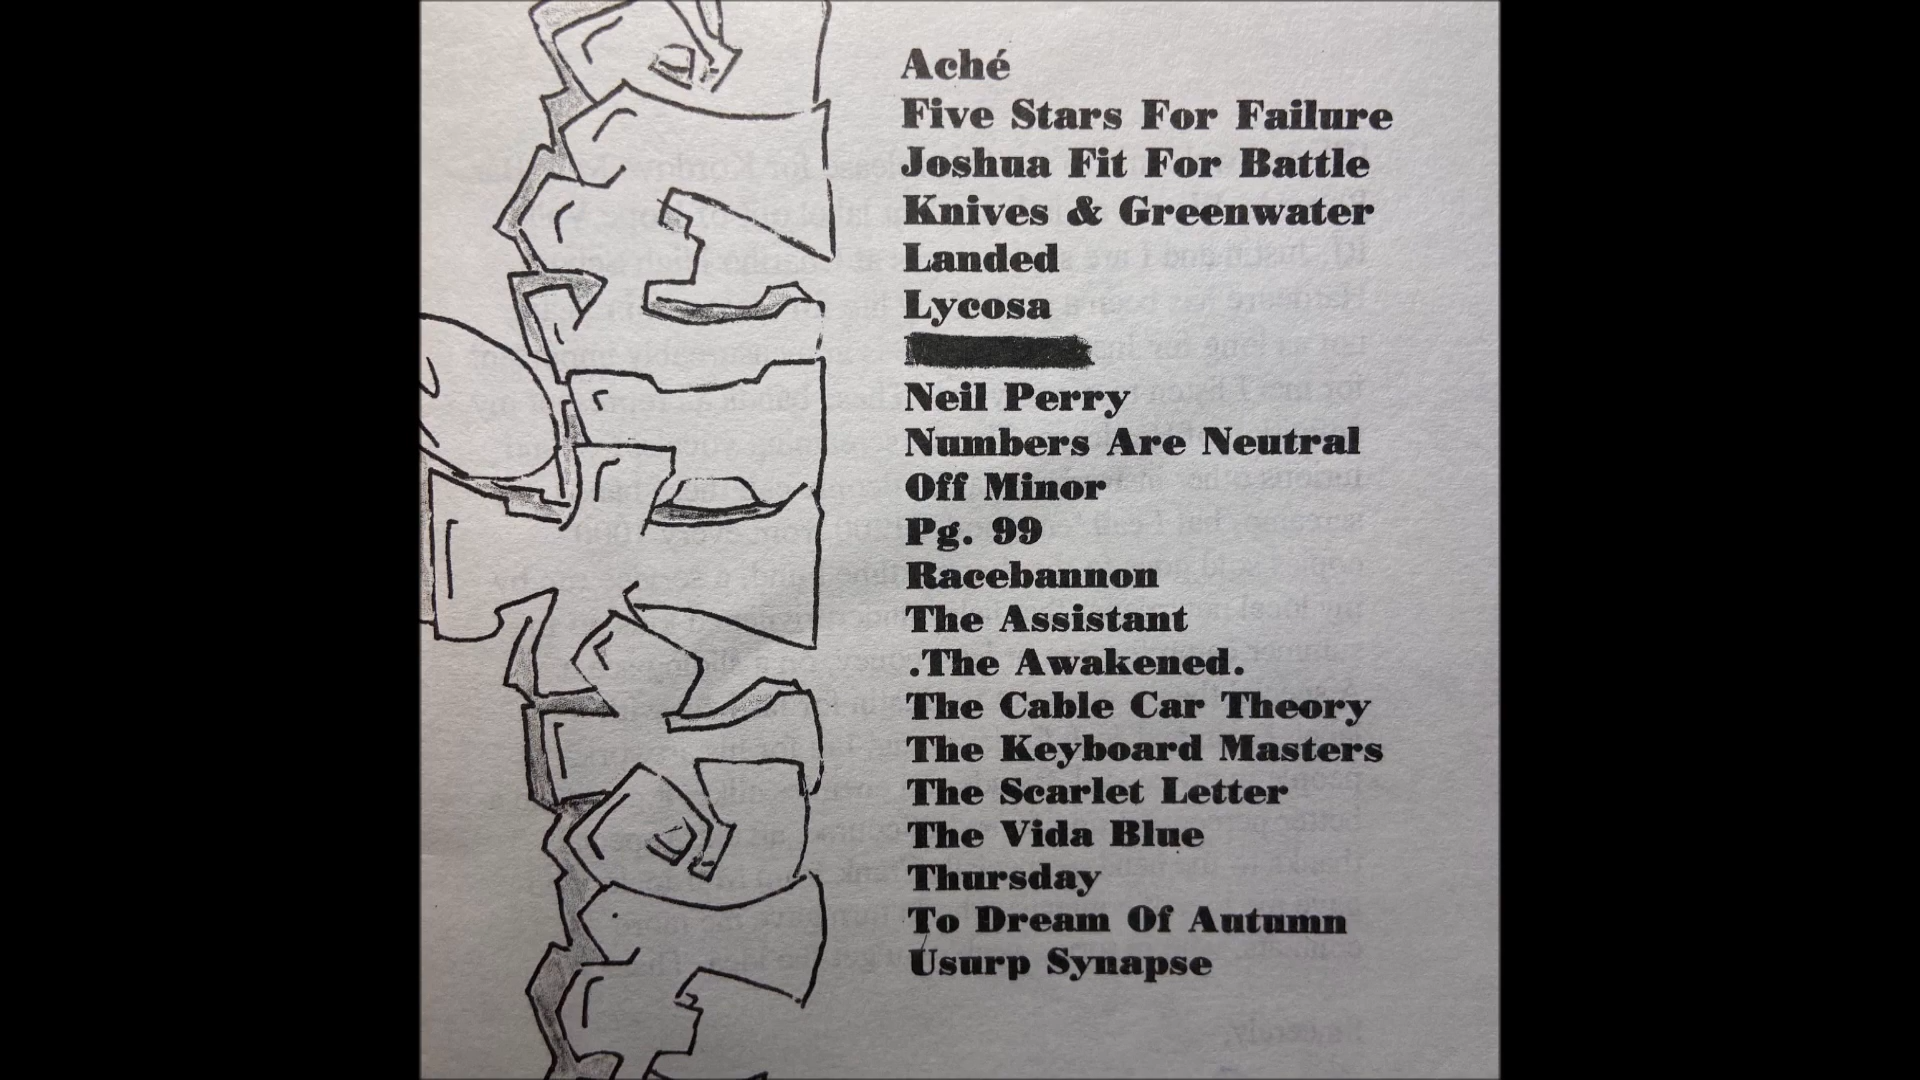 Aché
Five Stars For Failure
Joshua Fit For Battle
Knives & Greenwater
Landed
Lycosa
Neil Perry
Numbers Are Neutral
Off Minor
Pg. 99
Racebannon
The Assistant
.The Awakened.
The Cable Car Theory
The Keyboard Masters
The Scarlet Letter
The Vida Blue
Thursday
To Dream Of Autumn
Usurp Synapse